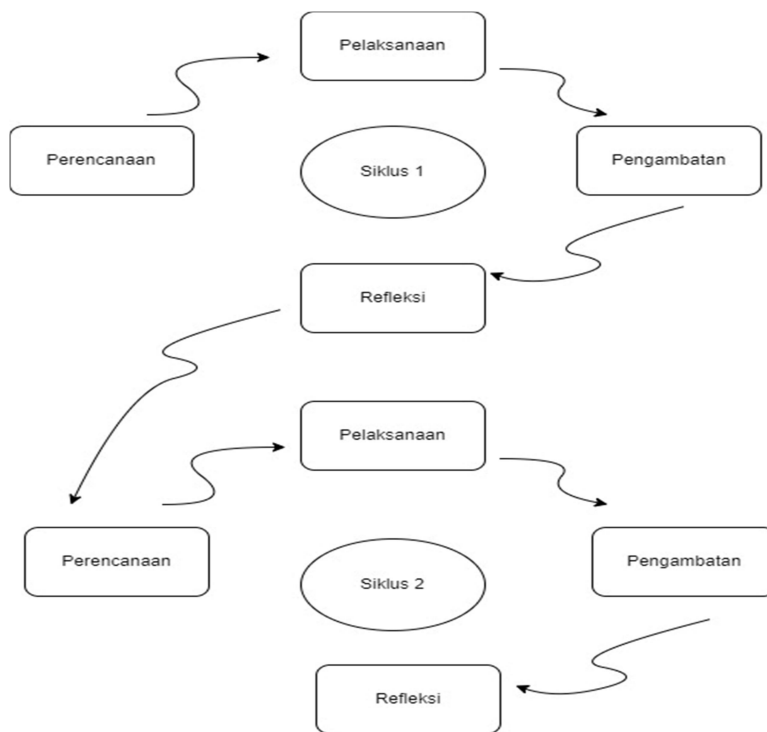 Pelaksanaan
Perencanaan
Siklus 1
Pengambatan
Refleksi
Pelaksanaan
Perencanaan
Siklus 2
Pengambatan
Refleksi